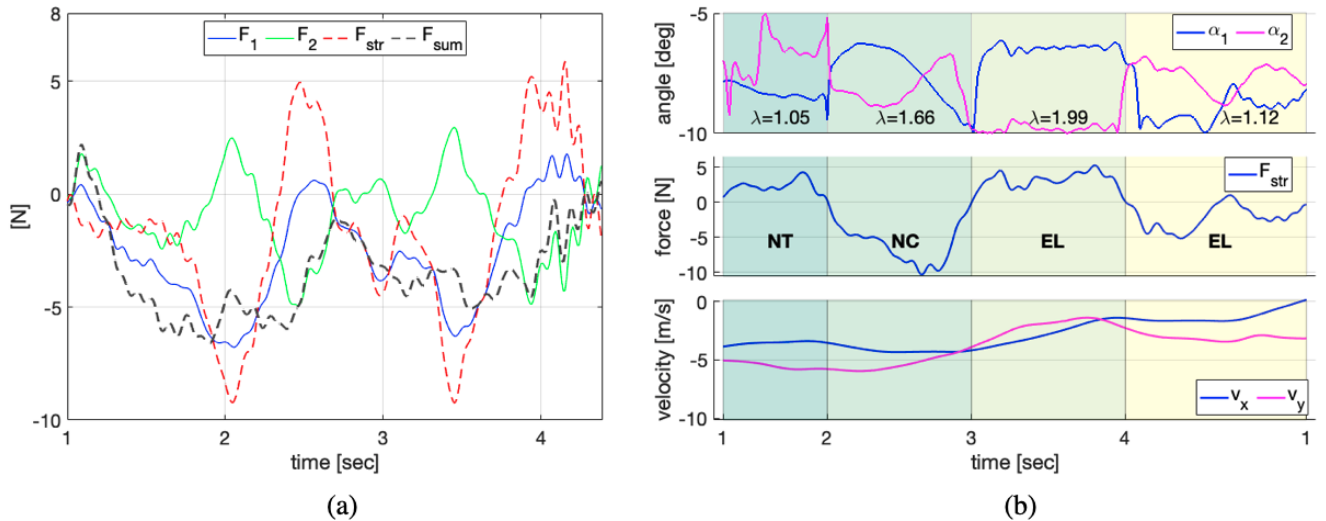 8
5
0
-5
-10
[N]
F1 F2 Fstr Fsum
1 2 3 4
time [sec]
(a)
-5
-10
angle [deg]
α1 α2
λ=1.05 λ=1.66 λ=1.99 λ=1.12
5
0
-5
-10
force [N]
Fstr
NT NC EL EL
0
-5
-10
velocity [m/s]
vx vy
1 2 3 4 1
time [sec]
(b)